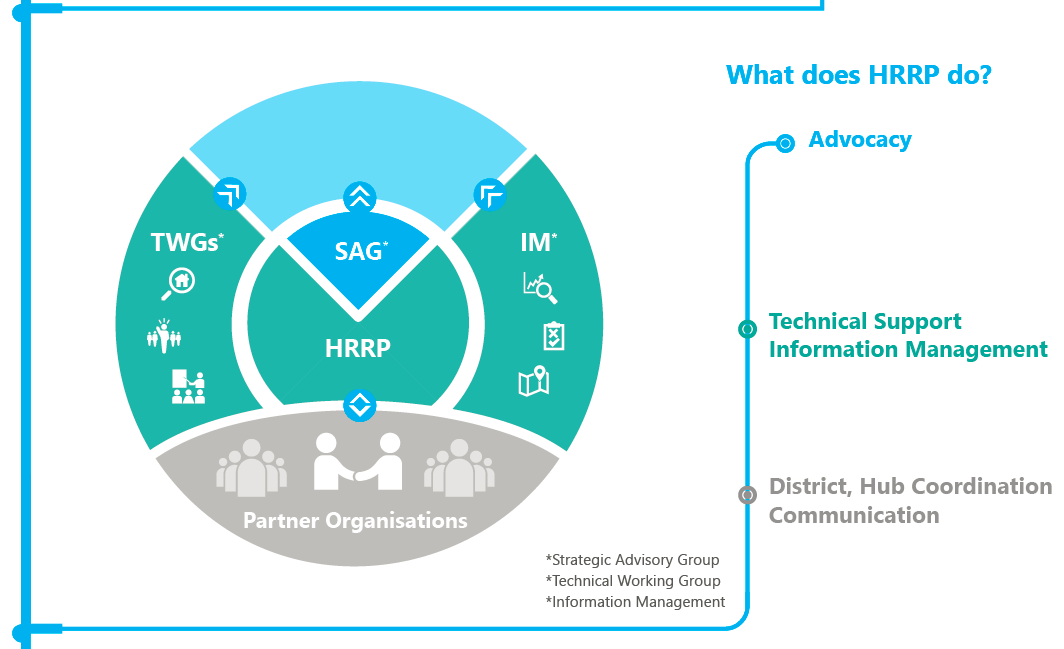 What does HRRP do?
Advocacy
TWGs*
SAG*
IM*
HRRP
Technical Support
Information Management
Partner Organisations
District, Hub Coordination
Communication
*Strategic Advisory Group
*Technical Working Group
*Information Management